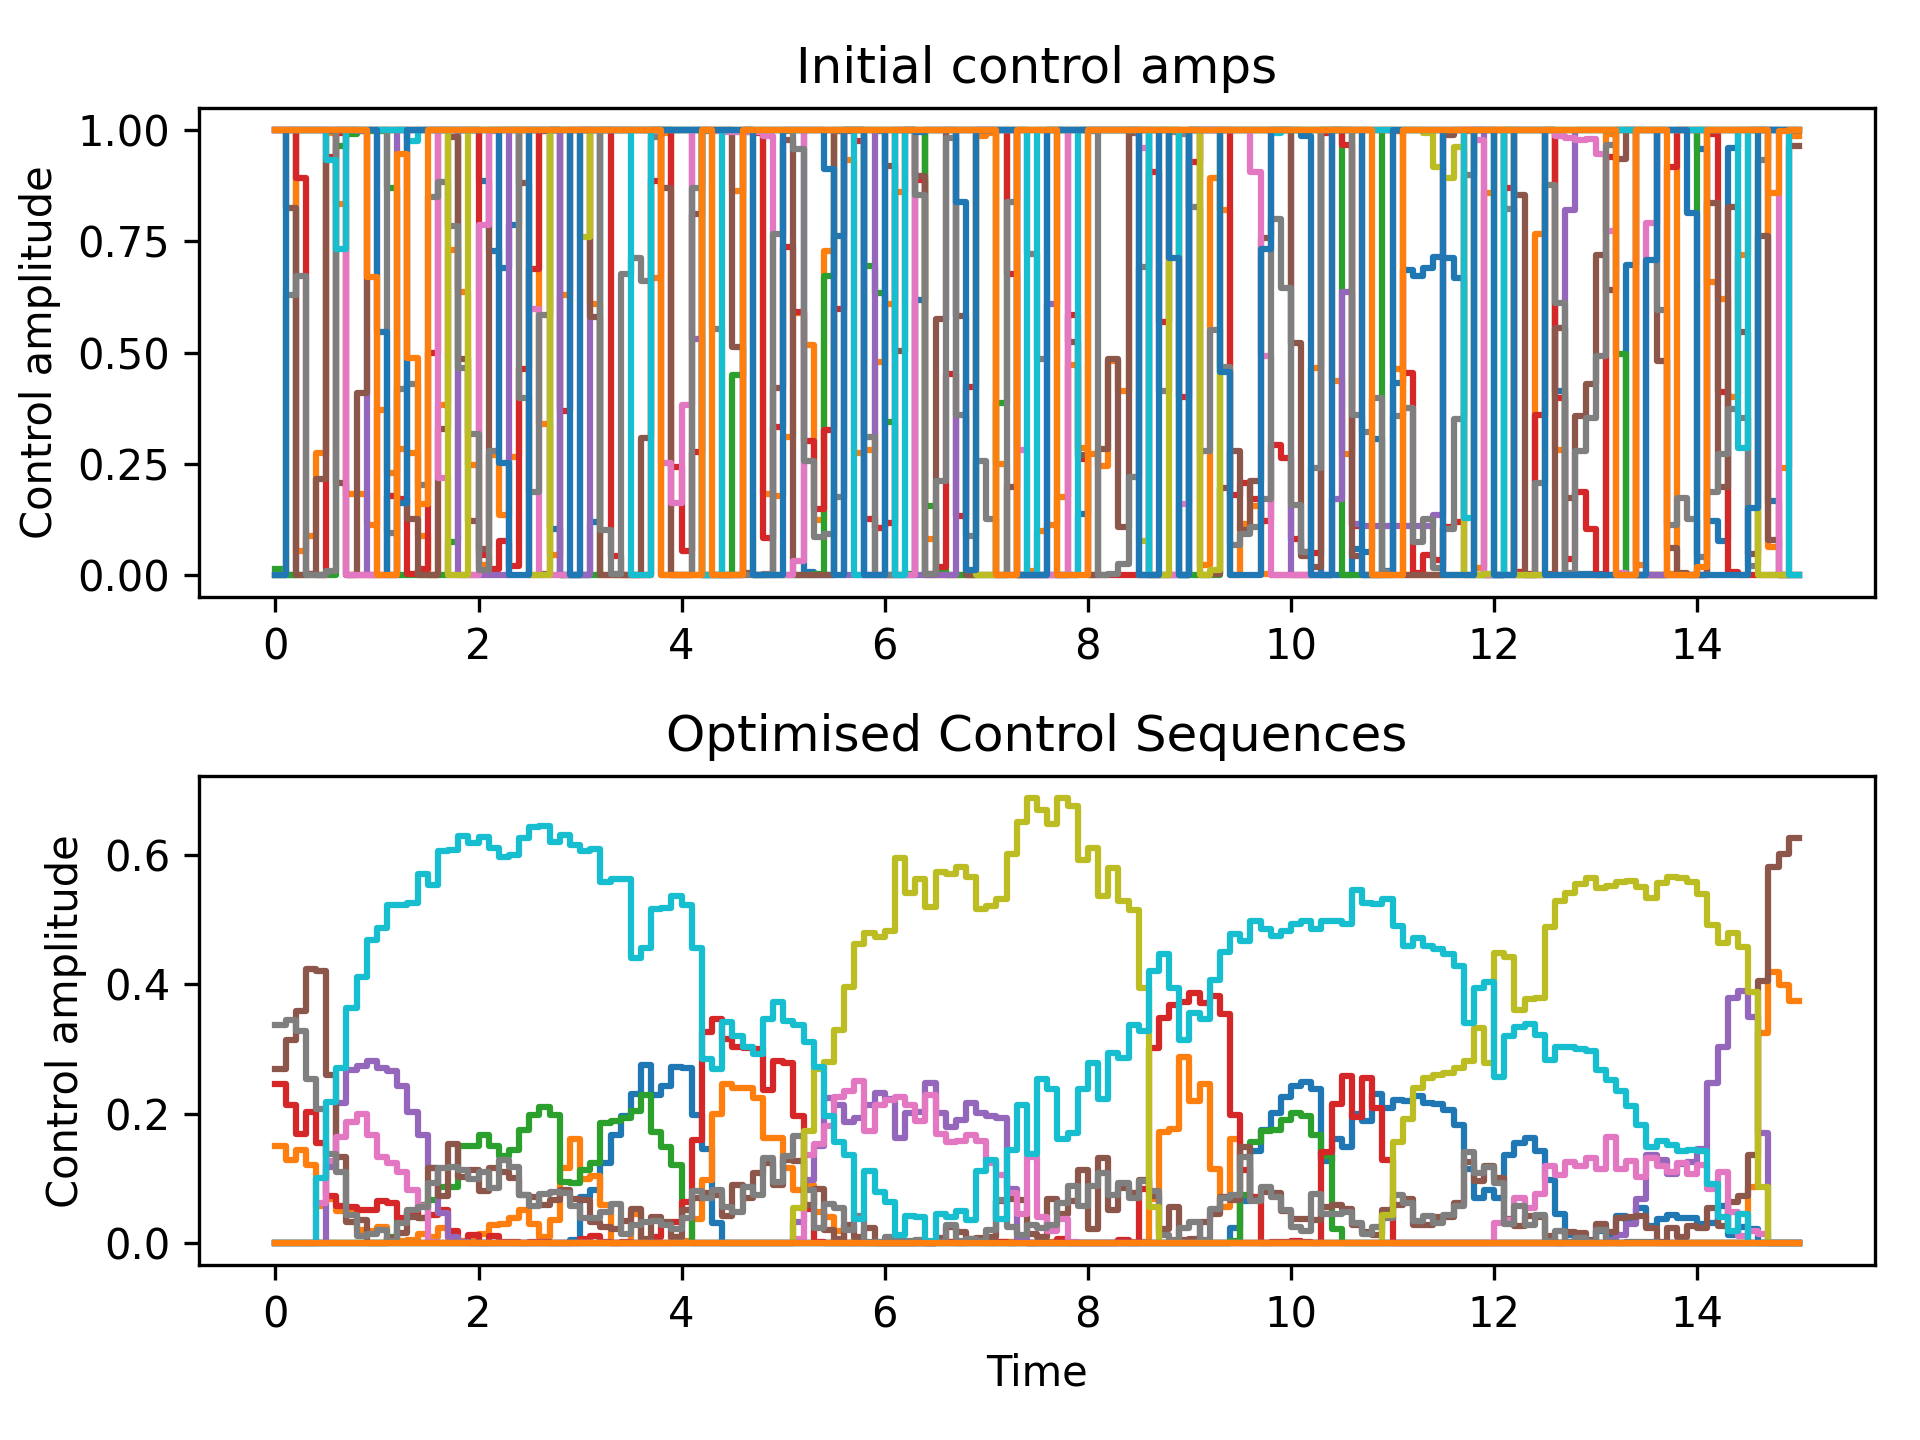 Initial control amps
Control amplitude
1.00
0.75
0.50
0.25
0.00
0 2 4 6 8 10 12 14
Optimised Control Sequences
Control amplitude
0.6
0.4
0.2
0.0
0 2 4 6 8 10 12 14
Time